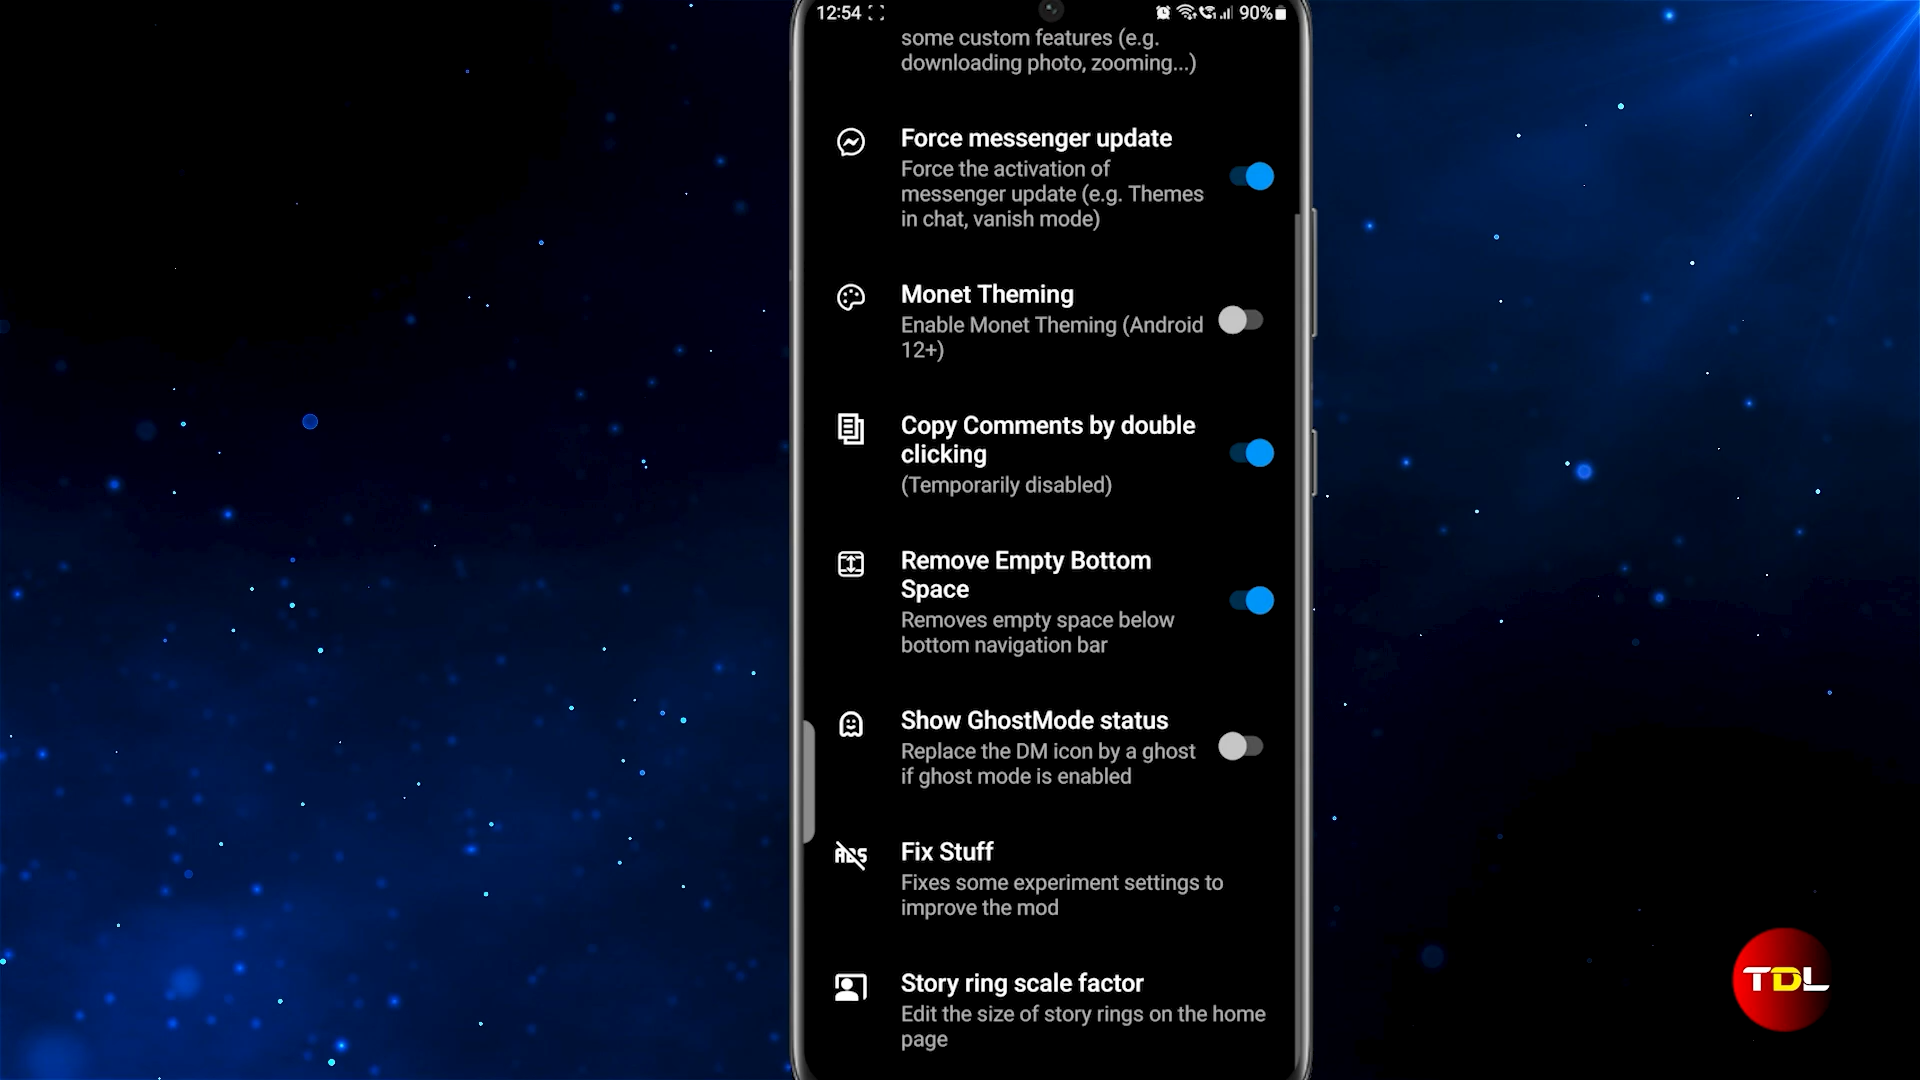 12:54
90%
some custom features (e.g.
downloading photo, zooming...)
Force messenger update
Force the activation of
messenger update (e.g. Themes
in chat, vanish mode)
Monet Theming
Enable Monet Theming (Android
12+)
Copy Comments by double
clicking
(Temporarily disabled)
Remove Empty Bottom
Space
Removes empty space below
bottom navigation bar
Show GhostMode status
Replace the DM icon by a ghost
if ghost mode is enabled
ADS
Fix Stuff
Fixes some experiment settings to
improve the mod
Story ring scale factor
Edit the size of story rings on the home
page
TDL